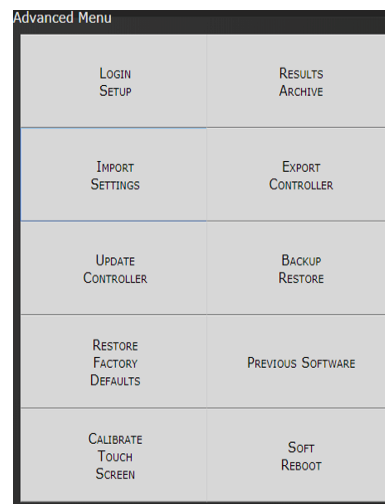 Advanced Menu
Login
Setup
Results
Archive
Import
Settings
Export
Controller
Update
Controller
Backup
Restore
Restore
Factory
Defaults
Previous Software
Calibrate
Touch
Screen
Soft
Reboot